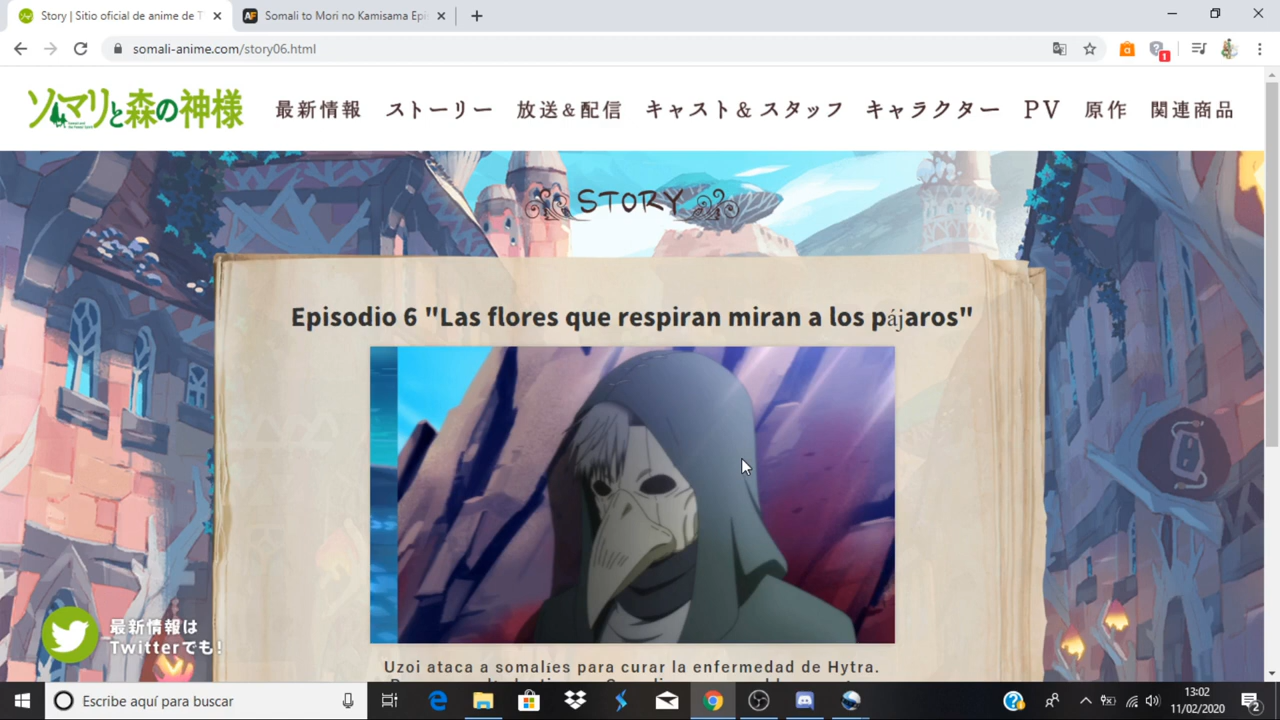 Story | Sitio oficial de anime de T
Somali to Mori no Kamisama Epi
somali-anime.com/story06.html
1
ソマリと森の神様
最新情報 ストーリー 放送&配信 キャスト&スタッフ キャラクター PV 原作 関連商品
STORY
Episodio 6 "Las flores que respiran miran a los pájaros"
Uzoi ataca a somalíes para curar la enfermedad de Hytra.
最新情報は
Twitterでも!
Escribe aquí para buscar
13:02
11/02/2020
2